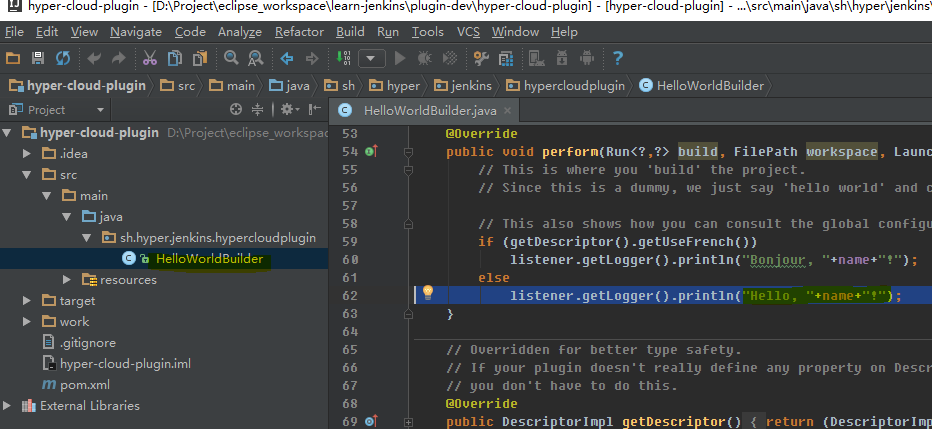 hyper-cloud-plugin - [D:\Project\eclipse_workspace\learn-jenkins\plugin-dev\hyper-cloud-plugin] - [hyper-cloud-plugin] - ...\src\main\java\sh\hyper\jenkins\
File Edit View Navigate Code Analyze Refactor Build Run Tools VCS Window Help
hyper-cloud-plugin src main java sh hyper jenkins hypercloudplugin HelloWorldBuilder
Project
HelloWorldBuilder.java
hyper-cloud-plugin D:\Project\eclipse_workspac
.idea
src
main
java
sh.hyper.jenkins.hypercloudplugin
HelloWorldBuilder
resources
target
work
.gitignore
hyper-cloud-plugin.iml
pom.xml
External Libraries
53 @Override
54 public void perform(Run<?,?> build, FilePath workspace, Launc
55 // This is where you 'build' the project.
56 // Since this is a dummy, we just say 'hello world' and c
57
58 // This also shows how you can consult the global configu
59 if (getDescriptor().getUseFrench())
60 listener.getLogger().println("Bonjour, "+name+"!");
61 else
62 listener.getLogger().println("Hello, "+name+"!");
63 }
64
65 // Overridden for better type safety.
66 // If your plugin doesn't really define any property on Descr
67 // you don't have to do this.
68 @Override
69 public DescriptorImpl getDescriptor() { return (DescriptorImp